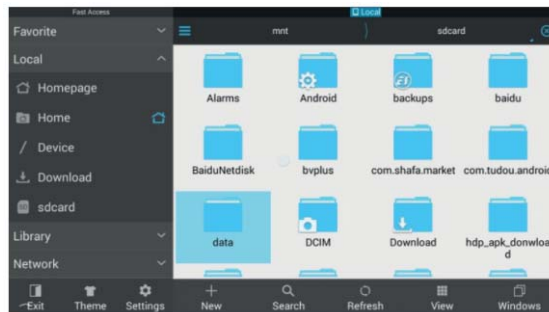 Fast Access
Local
Favorite
mnt
sdcard
Local
Homepage
Home
Device
Download
sdcard
Library
Network
Alarms
Android
backups
baidu
BaiduNetdisk
bvplus
com.shafa.market
com.tudou.android
data
DCIM
Download
hdp_apk_donwloa
d
Exit
Theme
Settings
New
Search
Refresh
View
Windows